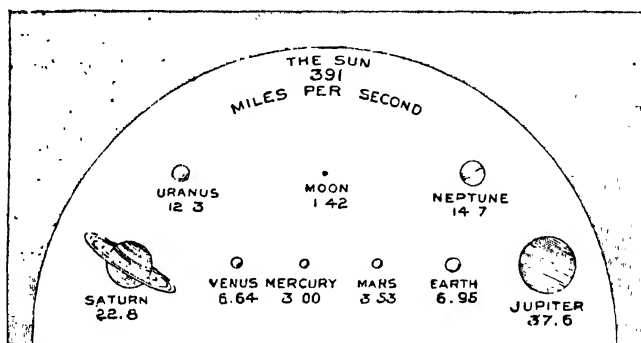 THE SUN
391
MILES PER SECOND
URANUS
12 3
MOON
1 42
NEPTUNE
14 7
SATURN
22.8
VENUS
6.64
MERCURY
3 00
MARS
3 53
EARTH
6.95
JUPITER
37.6